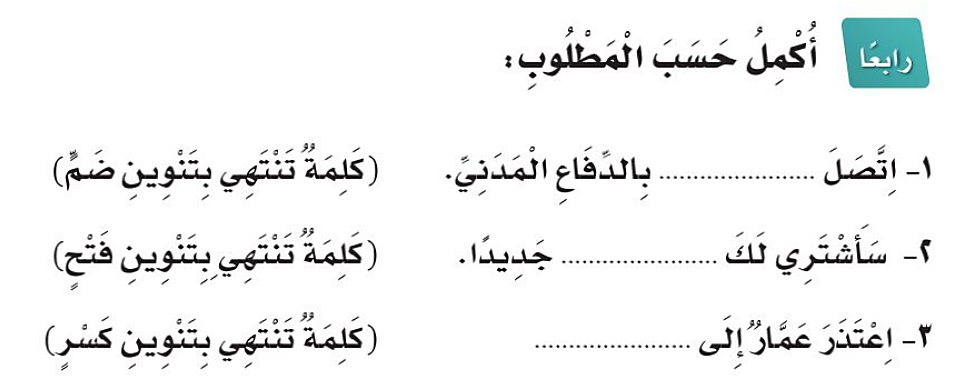 رابعًا أُكْمِلُ حَسَبَ الْمَطْلُوبِ:
١- اِتَّصَلَ ...................... بِالدِّفَاعِ الْمَدَنِيِّ. (كَلِمَةٌ تَنْتَهِي بِتَنْوِينِ ضَمٍّ)
٢- سَأَشْتَرِي لَكَ ...................... جَدِيدًا. (كَلِمَةٌ تَنْتَهِي بِتَنْوِينِ فَتْحٍ)
٣- اِعْتَذَرَ عَمَّارٌ إِلَى ...................... (كَلِمَةٌ تَنْتَهِي بِتَنْوِينِ كَسْرٍ)